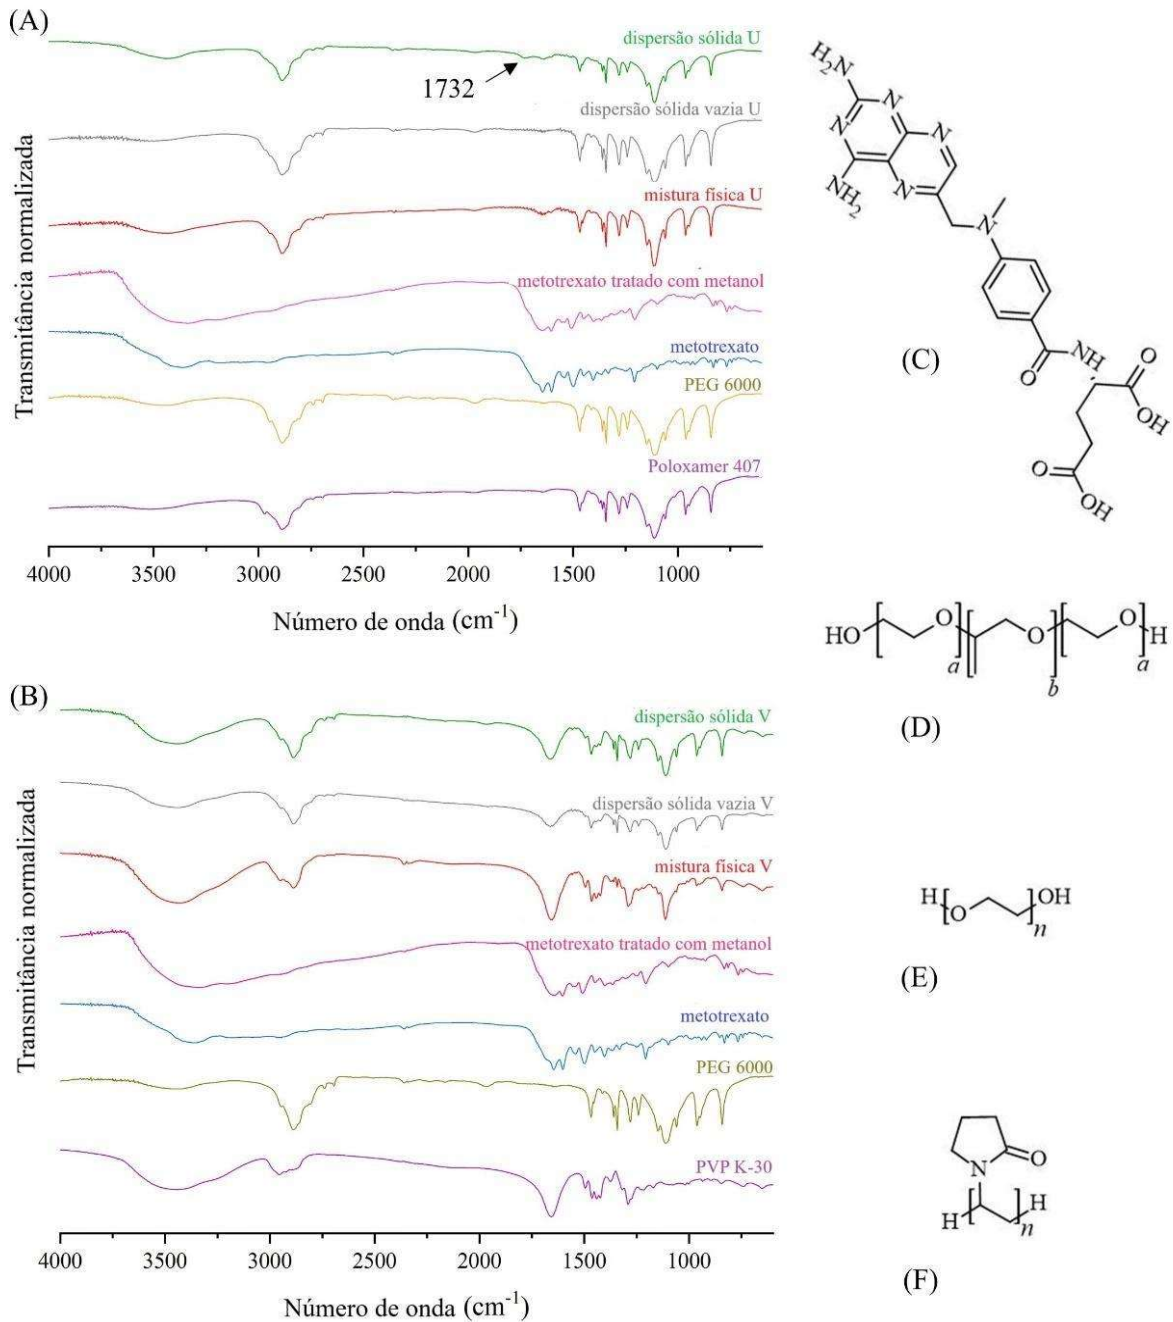 (A)
dispersão sólida U
1732
dispersão sólida vazia U
mistura física U
metotrexato tratado com metanol
metotrexato
PEG 6000
Poloxamer 407
Transmitância normalizada
4000 3500 3000 2500 2000 1500 1000
Número de onda (cm-1)
(B)
dispersão sólida V
dispersão sólida vazia V
mistura física V
metotrexato tratado com metanol
metotrexato
PEG 6000
PVP K-30
Transmitância normalizada
4000 3500 3000 2500 2000 1500 1000
Número de onda (cm-1)
H2N
N
N
N
N
NH2
N
N
NH
O
O
OH
O
OH
(C)
HO
O
a
O
b
O
H
a
(D)
H
O
OH
n
(E)
N
O
H
H
n
(F)